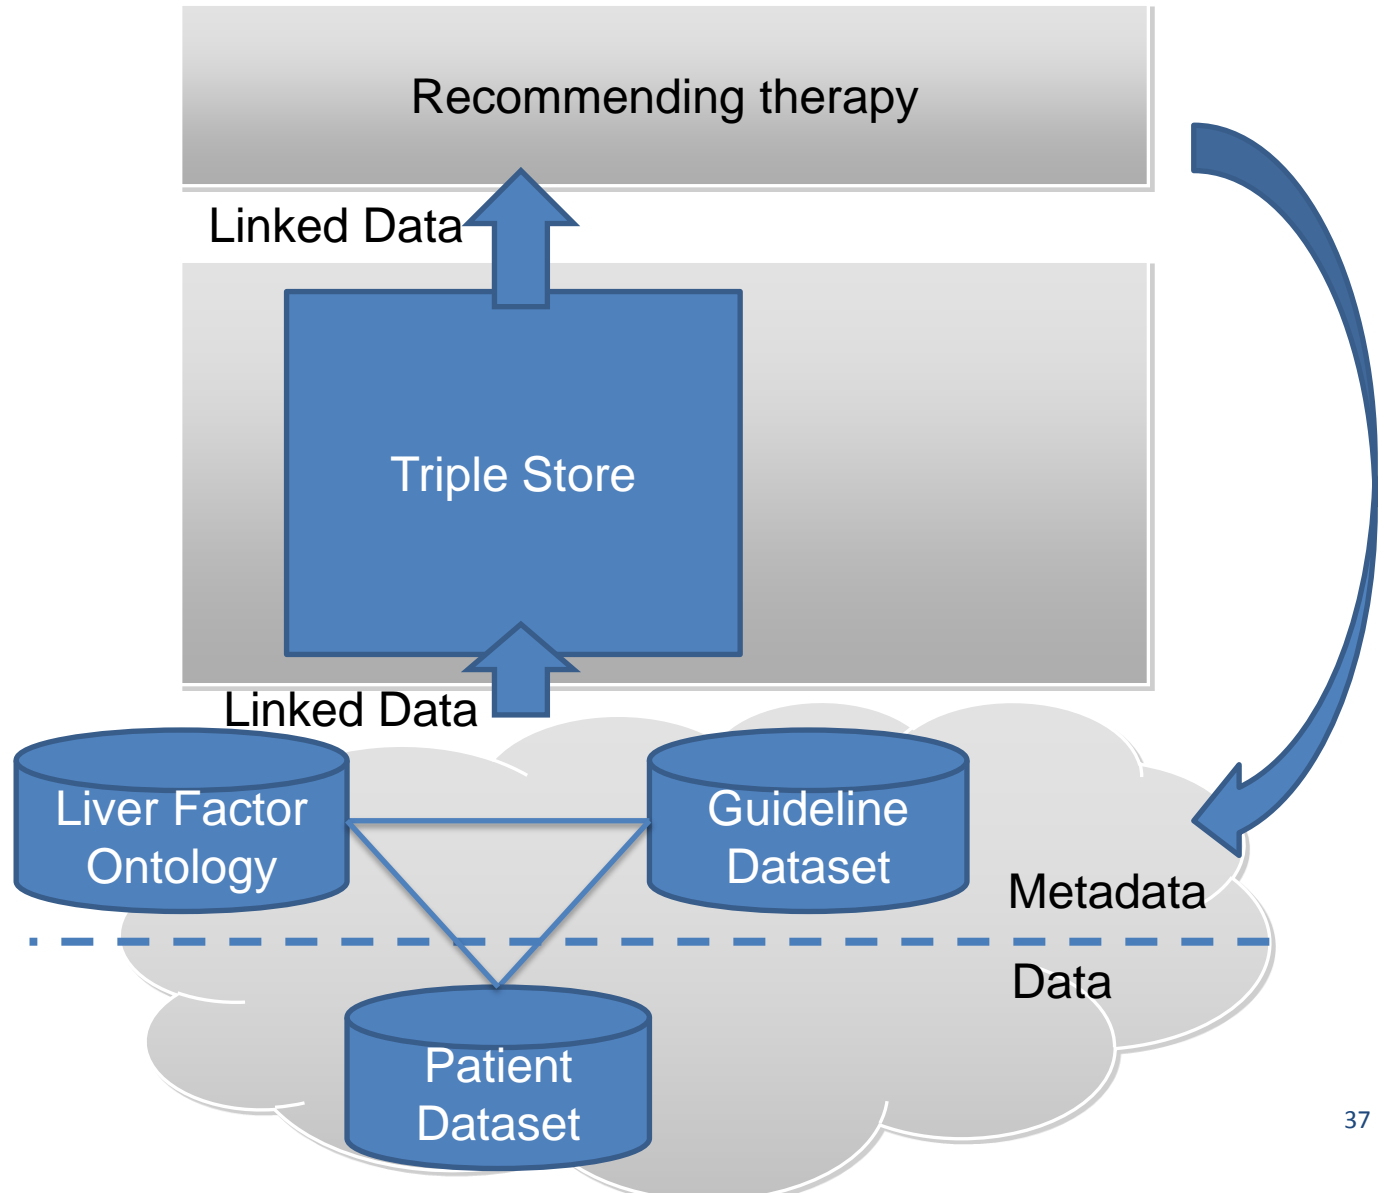 Recommending therapy
Linked Data
Triple Store
Linked Data
Liver Factor
Ontology
Guideline
Dataset
Metadata
Data
Patient
Dataset
37